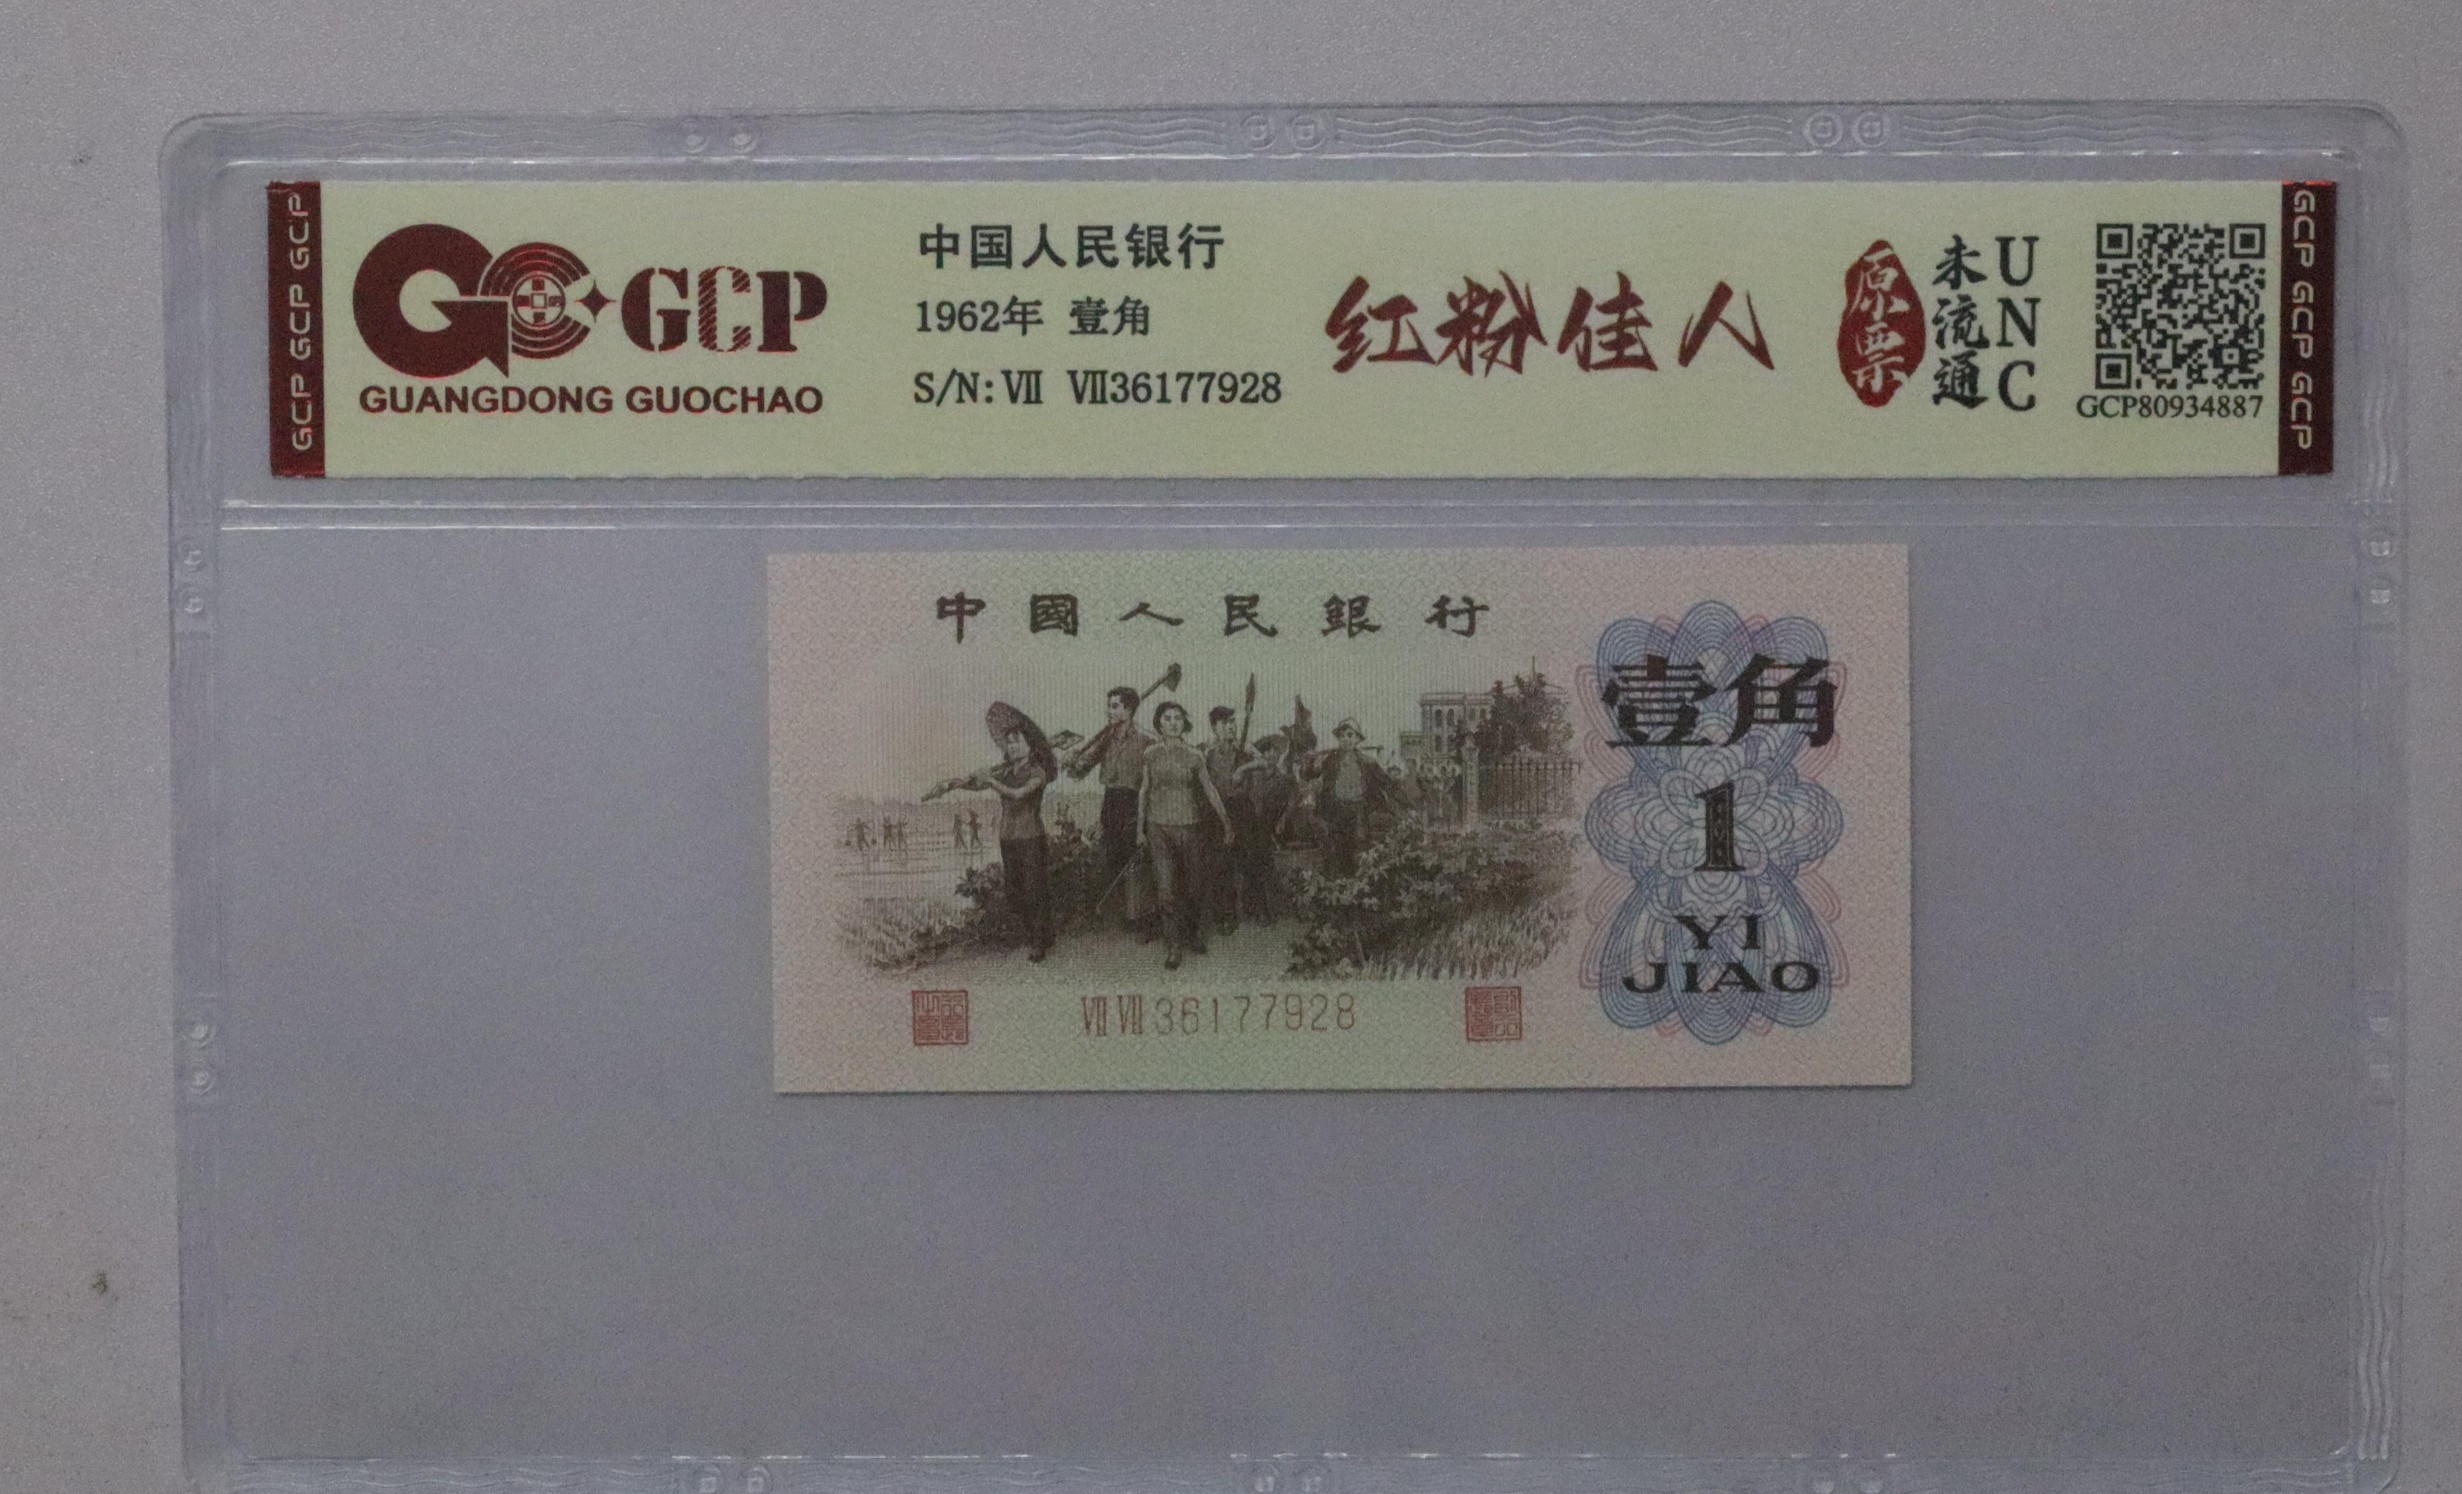 GCP GCP GCP
GCP
GUANGDONG GUOCHAO
中国人民银行
1962年 壹角
S/N: Ⅶ Ⅶ36177928
红粉佳人
原票
未流通
UNC
GCP80934887
GCP GCP GCP
中國人民銀行
壹角
1
YI
JIAO
ⅦⅦ36177928